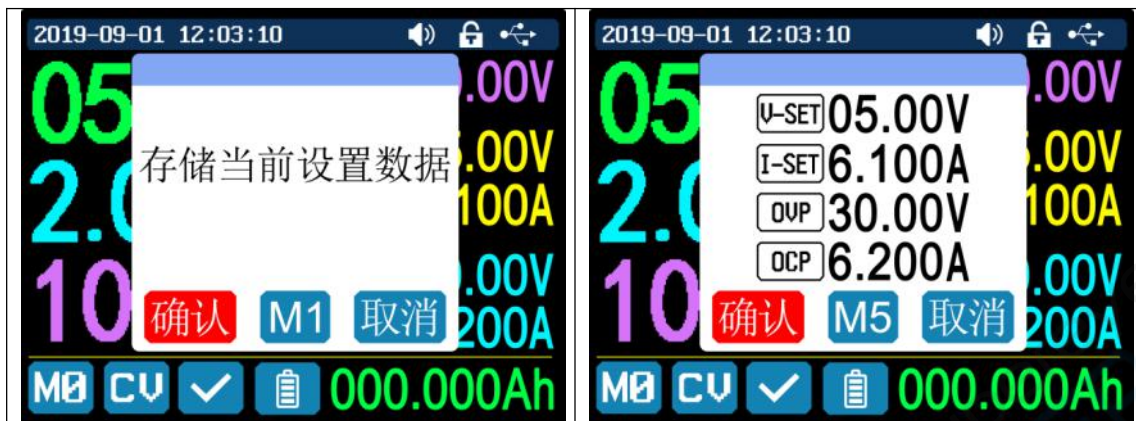 2019-09-01 12:03:10
05 .00V
存储当前设置数据
.00V
2.0 100A
10 .00V
确认 M1 取消
200A
M0 CV 000.000Ah
2019-09-01 12:03:10
05 .00V
V-SET 05.00V
.00V
I-SET 6.100A
2.0 100A
OVP 30.00V
OCP 6.200A
10 .00V
确认 M5 取消
200A
M0 CV 000.000Ah